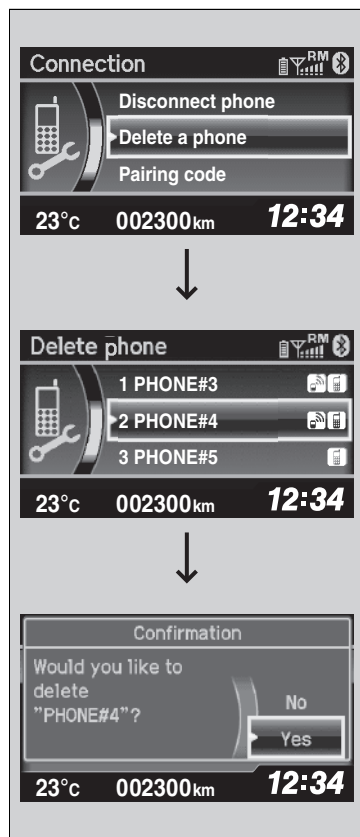 Connection
RM
Disconnect phone
Delete a phone
Pairing code
23°c 002300km 12:34
Delete phone
RM
1 PHONE#3
2 PHONE#4
3 PHONE#5
23°c 002300km 12:34
Confirmation
Would you like to
delete
"PHONE#4"?
No
Yes
23°c 002300km 12:34